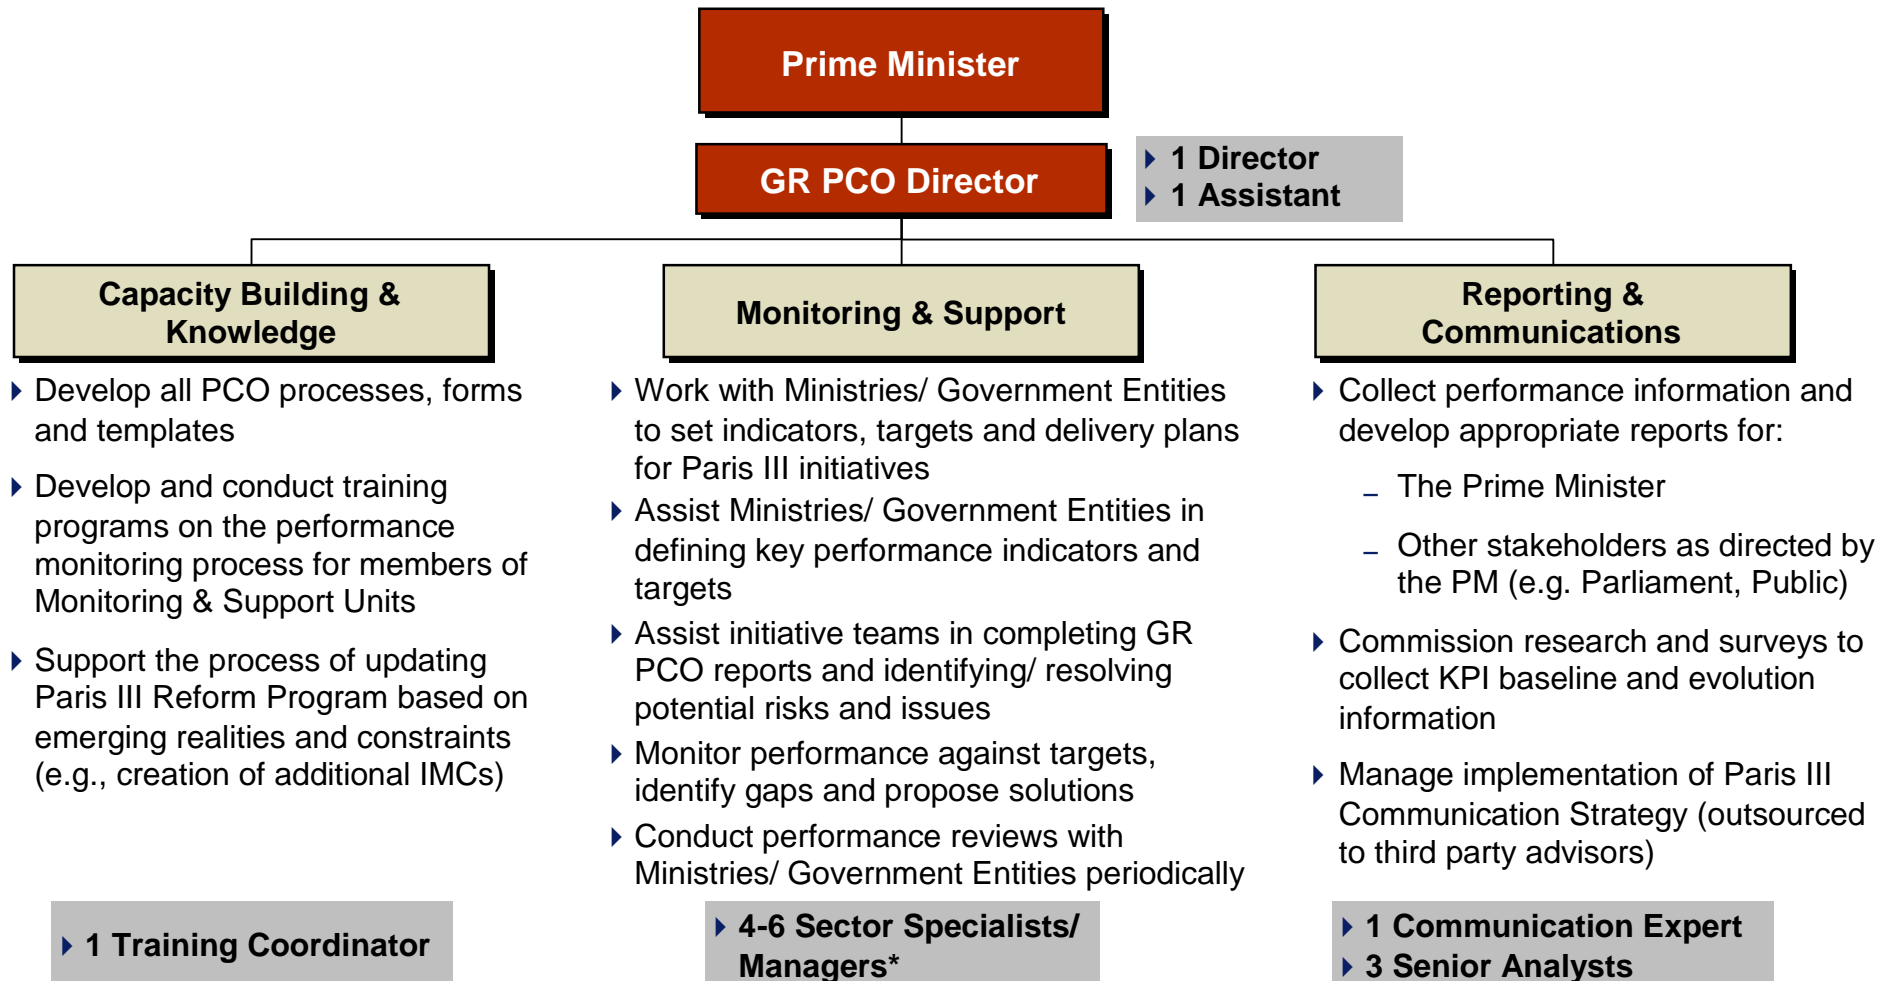 Prime Minister
GR PCO Director
1 Director
1 Assistant
Capacity Building &
Knowledge
Develop all PCO processes, forms
and templates
Develop and conduct training
programs on the performance
monitoring process for members of
Monitoring & Support Units
Support the process of updating
Paris III Reform Program based on
emerging realities and constraints
(e.g., creation of additional IMCs)
1 Training Coordinator
Monitoring & Support
Work with Ministries/ Government Entities
to set indicators, targets and delivery plans
for Paris III initiatives
Assist Ministries/ Government Entities in
defining key performance indicators and
targets
Assist initiative teams in completing GR
PCO reports and identifying/ resolving
potential risks and issues
Monitor performance against targets,
identify gaps and propose solutions
Conduct performance reviews with
Ministries/ Government Entities periodically
4-6 Sector Specialists/
Managers*
Reporting &
Communications
Collect performance information and
develop appropriate reports for:
– The Prime Minister
– Other stakeholders as directed by
the PM (e.g. Parliament, Public)
Commission research and surveys to
collect KPI baseline and evolution
information
Manage implementation of Paris III
Communication Strategy (outsourced
to third party advisors)
1 Communication Expert
3 Senior Analysts